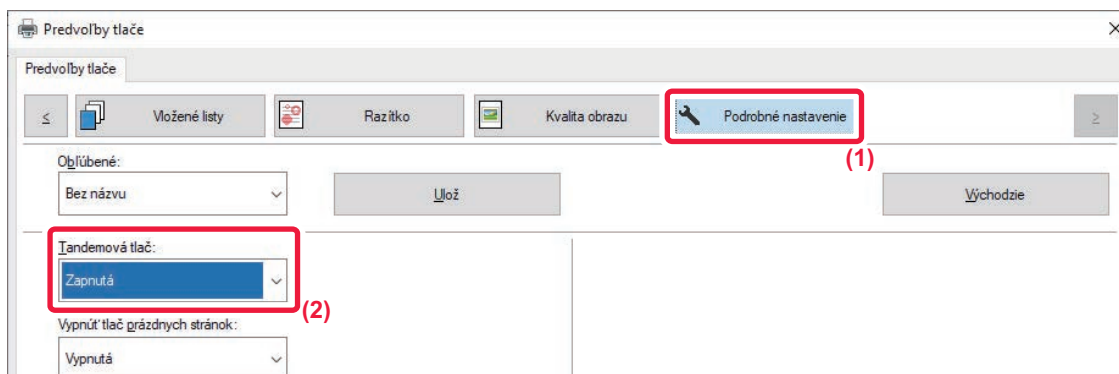 Predvoľby tlače
Predvoľby tlače
< Vložené listy Razítko Kvalita obrazu Podrobné nastavenie >
(1)
Obľúbené:
Bez názvu Ulož Východzie
Tandemová tlač:
Zapnutá
(2)
Vypnúť tlač prázdnych stránok:
Vypnutá